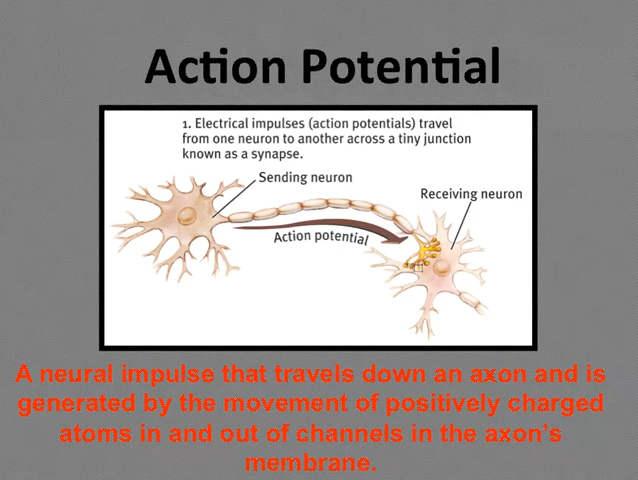 Action Potential
1. Electrical impulses (action potentials) travel
from one neuron to another across a tiny junction
known as a synapse.
Sending neuron
Receiving neuron
Action potential
A neural impulse that travels down an axon and is
generated by the movement of positively charged
atoms in and out of channels in the axon's
membrane.